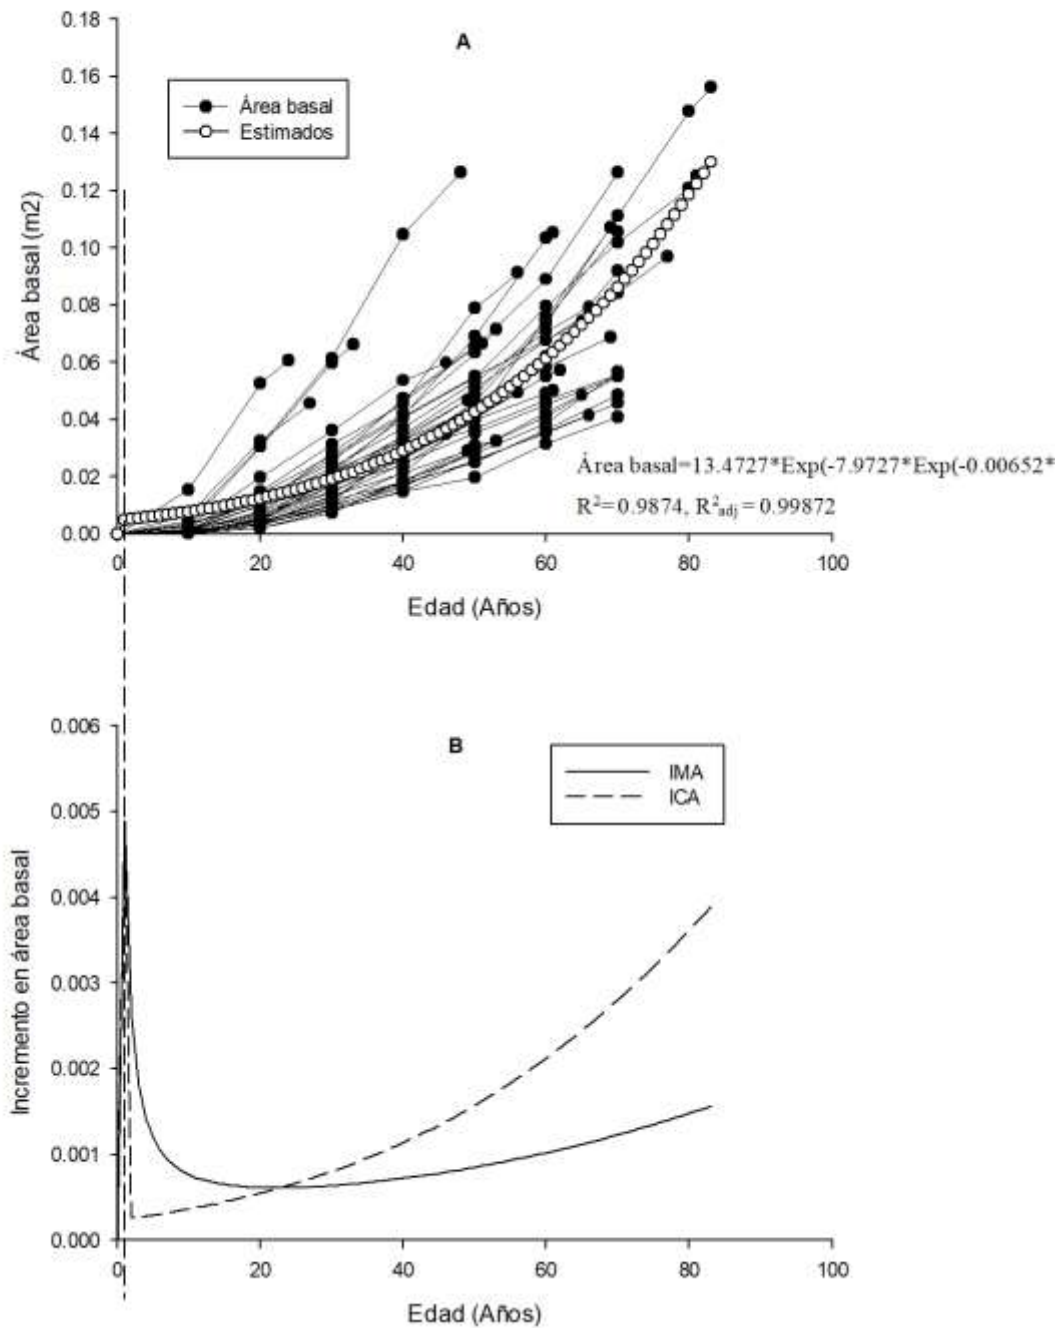 A
0.18
0.16
0.14
0.12
0.10
0.08
0.06
0.04
0.02
0.00
Área basal (m2)
Área basal
Estimados
Área basal=13.4727*Exp(-7.9727*Exp(-0.00652*
R²=0.9874, R²adj = 0.99872
0 20 40 60 80 100
Edad (Años)
B
0.006
0.005
0.004
0.003
0.002
0.001
0.000
Incremento en área basal
IMA
ICA
0 20 40 60 80 100
Edad (Años)